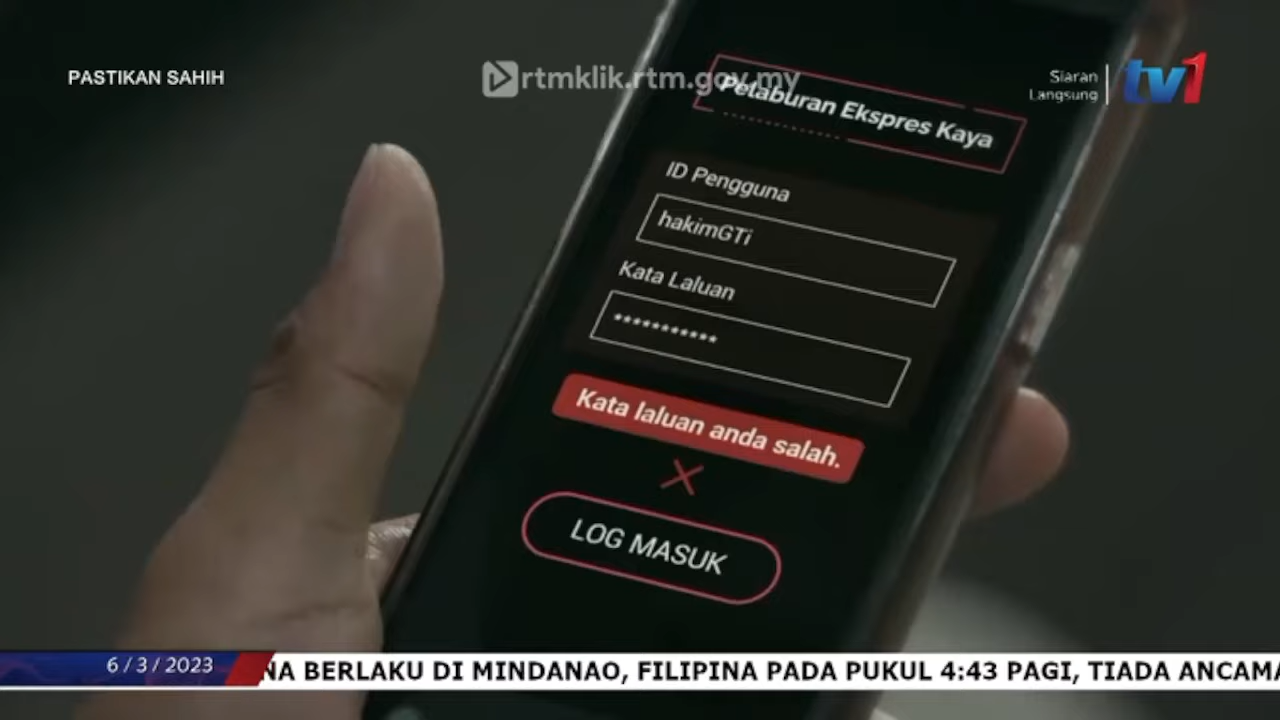 PASTIKAN SAHIH
rtmklik.rtm.gov.my
Siaran
Langsung
tv1
Pelaburan Ekspres Kaya
ID Pengguna
hakimGTi
Kata Laluan
***********
Kata laluan anda salah.
LOG MASUK
6/3/2023
NA BERLAKU DI MINDANAO, FILIPINA PADA PUKUL 4:43 PAGI, TIADA ANCAMA